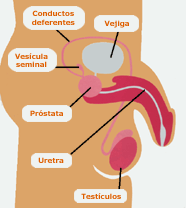 Conductos
deferentes
Vejiga
Vesícula
seminal
Próstata
Uretra
Testículos